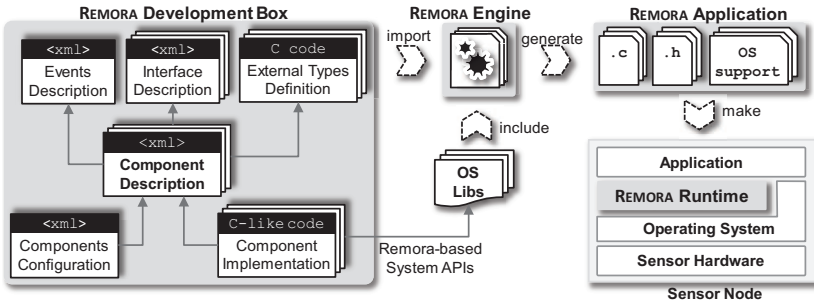 REMORA Development Box
<xml>
Events
Description
<xml>
Interface
Description
C code
External Types
Definition
<xml>
Component
Description
<xml>
Components
Configuration
C-like code
Component
Implementation
import
REMORA Engine
generate
include
OS
Libs
Remora-based
System APIs
REMORA Application
.c
.h
OS
support
make
Application
REMORA Runtime
Operating System
Sensor Hardware
Sensor Node